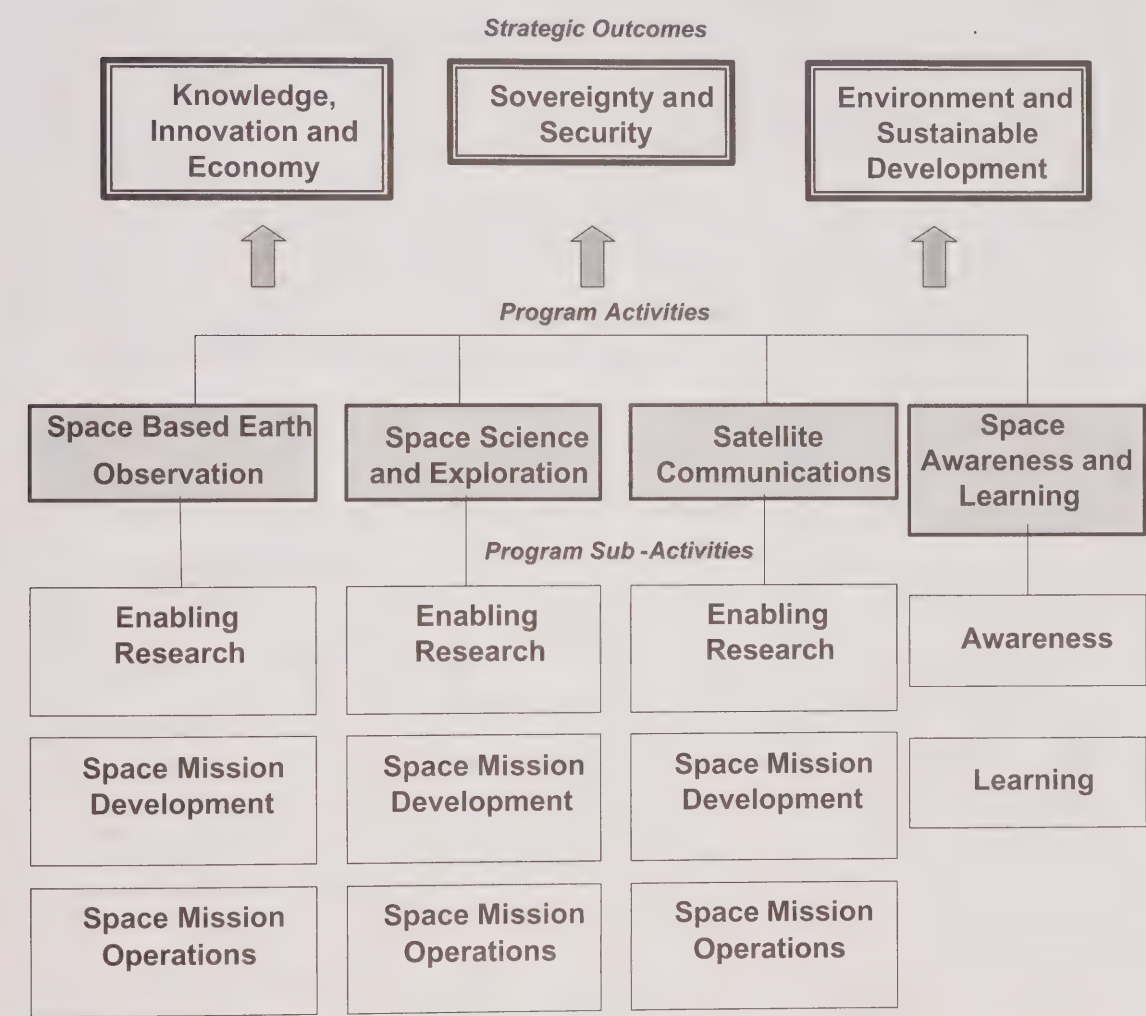 Strategic Outcomes
Knowledge,
Innovation and
Economy
Sovereignty and
Security
Environment and
Sustainable
Development
Program Activities
Space Based Earth
Observation
Space Science
and Exploration
Satellite
Communications
Space
Awareness and
Learning
Program Sub -Activities
Enabling
Research
Enabling
Research
Enabling
Research
Awareness
Space Mission
Development
Space Mission
Development
Space Mission
Development
Learning
Space Mission
Operations
Space Mission
Operations
Space Mission
Operations